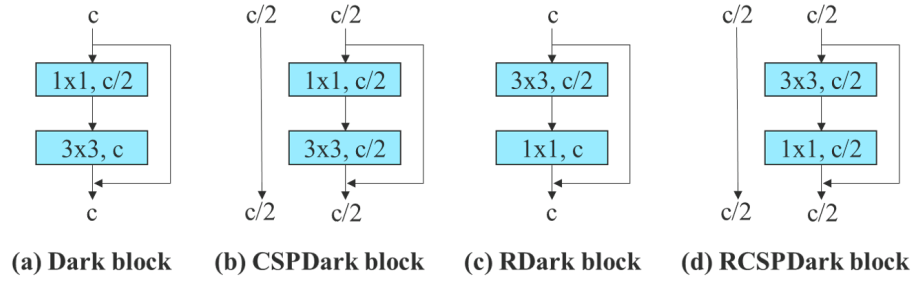 c
1x1, c/2
3x3, c
c
(a) Dark block
c/2 c/2
1x1, c/2
3x3, c/2
c/2 c/2
(b) CSPDark block
c
3x3, c/2
1x1, c
c
(c) RDark block
c/2 c/2
3x3, c/2
1x1, c/2
c/2 c/2
(d) RCSPDark block